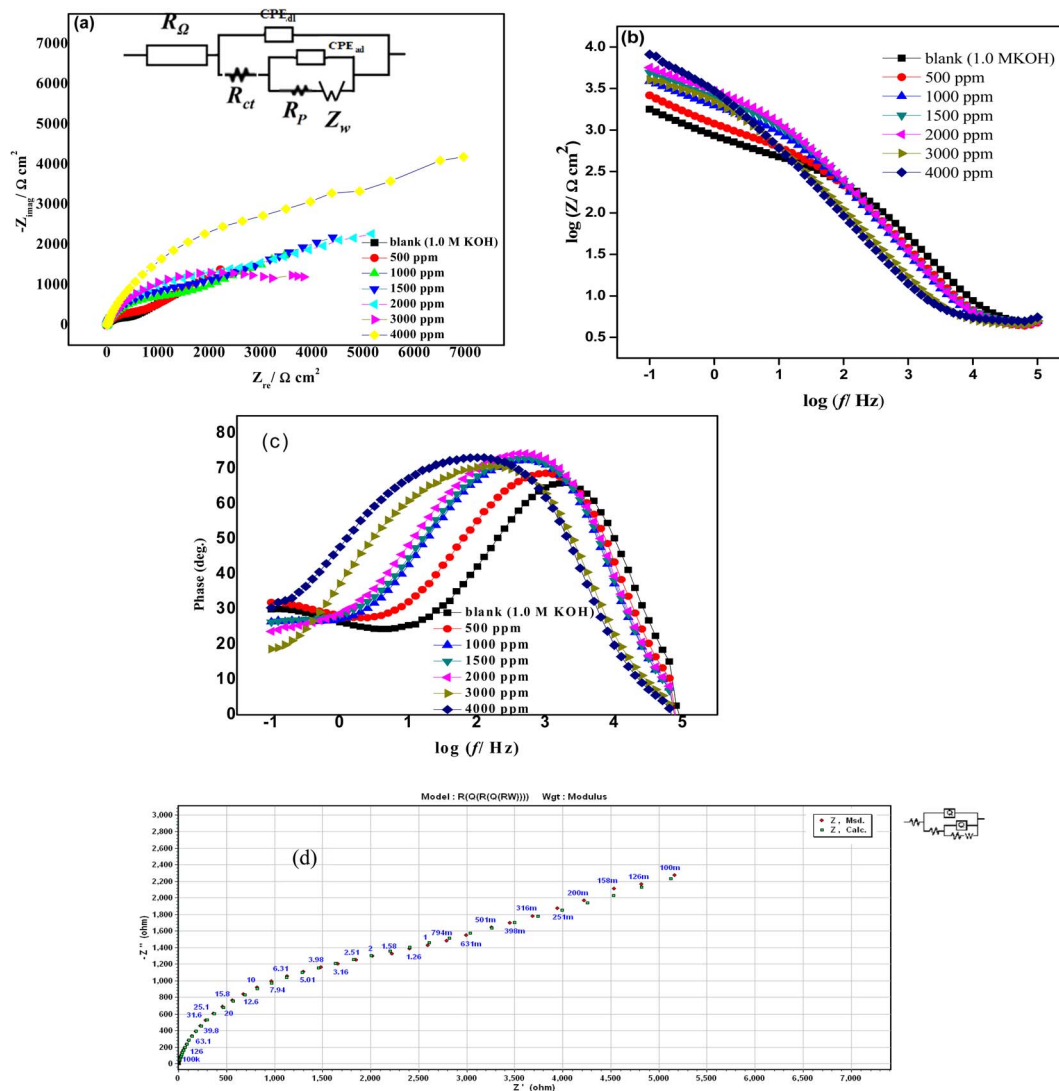 (a)
CPEdl
RΩ
CPEad
Rct
RP
Zw
7000
6000
5000
4000
3000
2000
1000
0
-Zimag/ Ω cm2
blank (1.0 M KOH)
500 ppm
1000 ppm
1500 ppm
2000 ppm
3000 ppm
4000 ppm
0 1000 2000 3000 4000 5000 6000 7000
Zre/ Ω cm2
(b)
4.0
3.5
3.0
2.5
2.0
1.5
1.0
0.5
log (Z/ Ω cm2)
blank (1.0 MKOH)
500 ppm
1000 ppm
1500 ppm
2000 ppm
3000 ppm
4000 ppm
-1 0 1 2 3 4 5
log (f/ Hz)
(c)
80
70
60
50
40
30
20
10
0
Phase (deg.)
blank (1.0 M KOH)
500 ppm
1000 ppm
1500 ppm
2000 ppm
3000 ppm
4000 ppm
-1 0 1 2 3 4 5
log (f/ Hz)
Model : R(Q(R(Q(RW)))) Wgt : Modulus
(d)
Z , Msd.
Z , Calc.
Q
Q
3,000
2,800
2,600
2,400
2,200
2,000
1,800
1,600
1,400
1,200
1,000
800
600
400
200
0
-Z'' (ohm)
100m
126m
158m
200m
251m
316m
398m
501m
631m
794m
1
1.26
1.58
2
2.51
3.16
3.98
5.01
6.31
7.94
10
12.6
15.8
20
25.1
31.6
39.8
63.1
126
100k
0 500 1,000 1,500 2,000 2,500 3,000 3,500 4,000 4,500 5,000 5,500 6,000 6,500 7,000
Z ' (ohm)